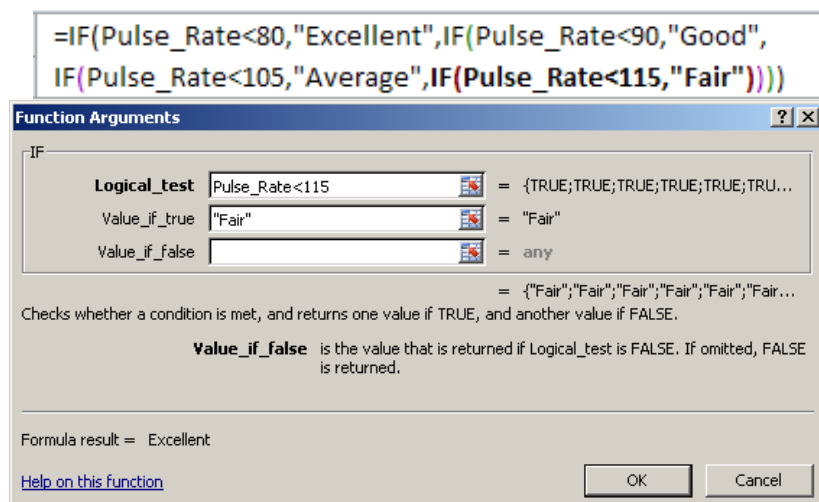 =IF(Pulse_Rate<80,"Excellent",IF(Pulse_Rate<90,"Good",
IF(Pulse_Rate<105,"Average",IF(Pulse_Rate<115,"Fair"))))
Function Arguments
IF
Logical_test Pulse_Rate<115 = {TRUE;TRUE;TRUE;TRUE;TRUE;TRU...
Value_if_true "Fair" = "Fair"
Value_if_false = any
= {"Fair";"Fair";"Fair";"Fair";"Fair";"Fair...
Checks whether a condition is met, and returns one value if TRUE, and another value if FALSE.
Value_if_false is the value that is returned if Logical_test is FALSE. If omitted, FALSE
is returned.
Formula result = Excellent
Help on this function
OK Cancel